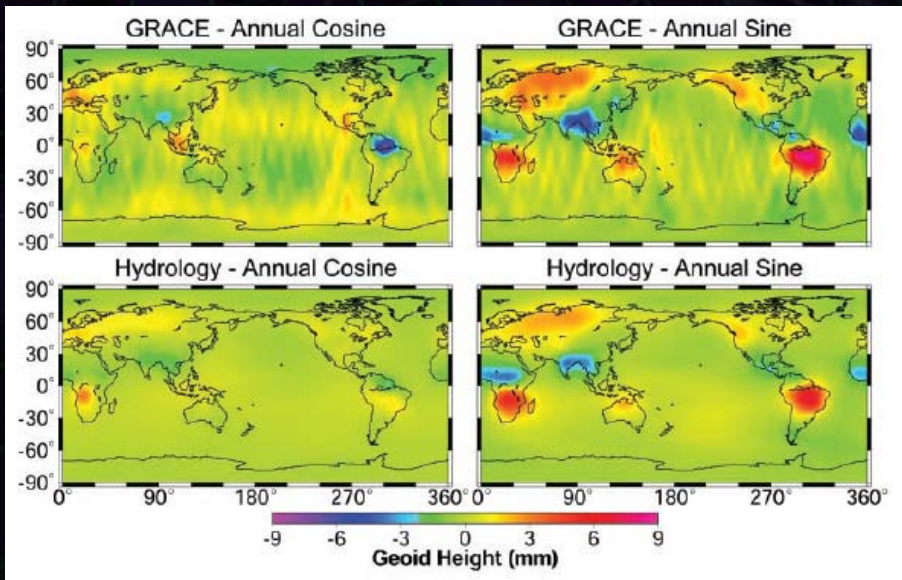 GRACE - Annual Cosine
GRACE - Annual Sine
90°
60°
30°
0°
-30°
-60°
-90°
Hydrology - Annual Cosine
Hydrology - Annual Sine
90°
60°
30°
0°
-30°
-60°
-90°
0° 90° 180° 270° 360° 0° 90° 180° 270° 360°
-9 -6 -3 0 3 6 9
Geoid Height (mm)